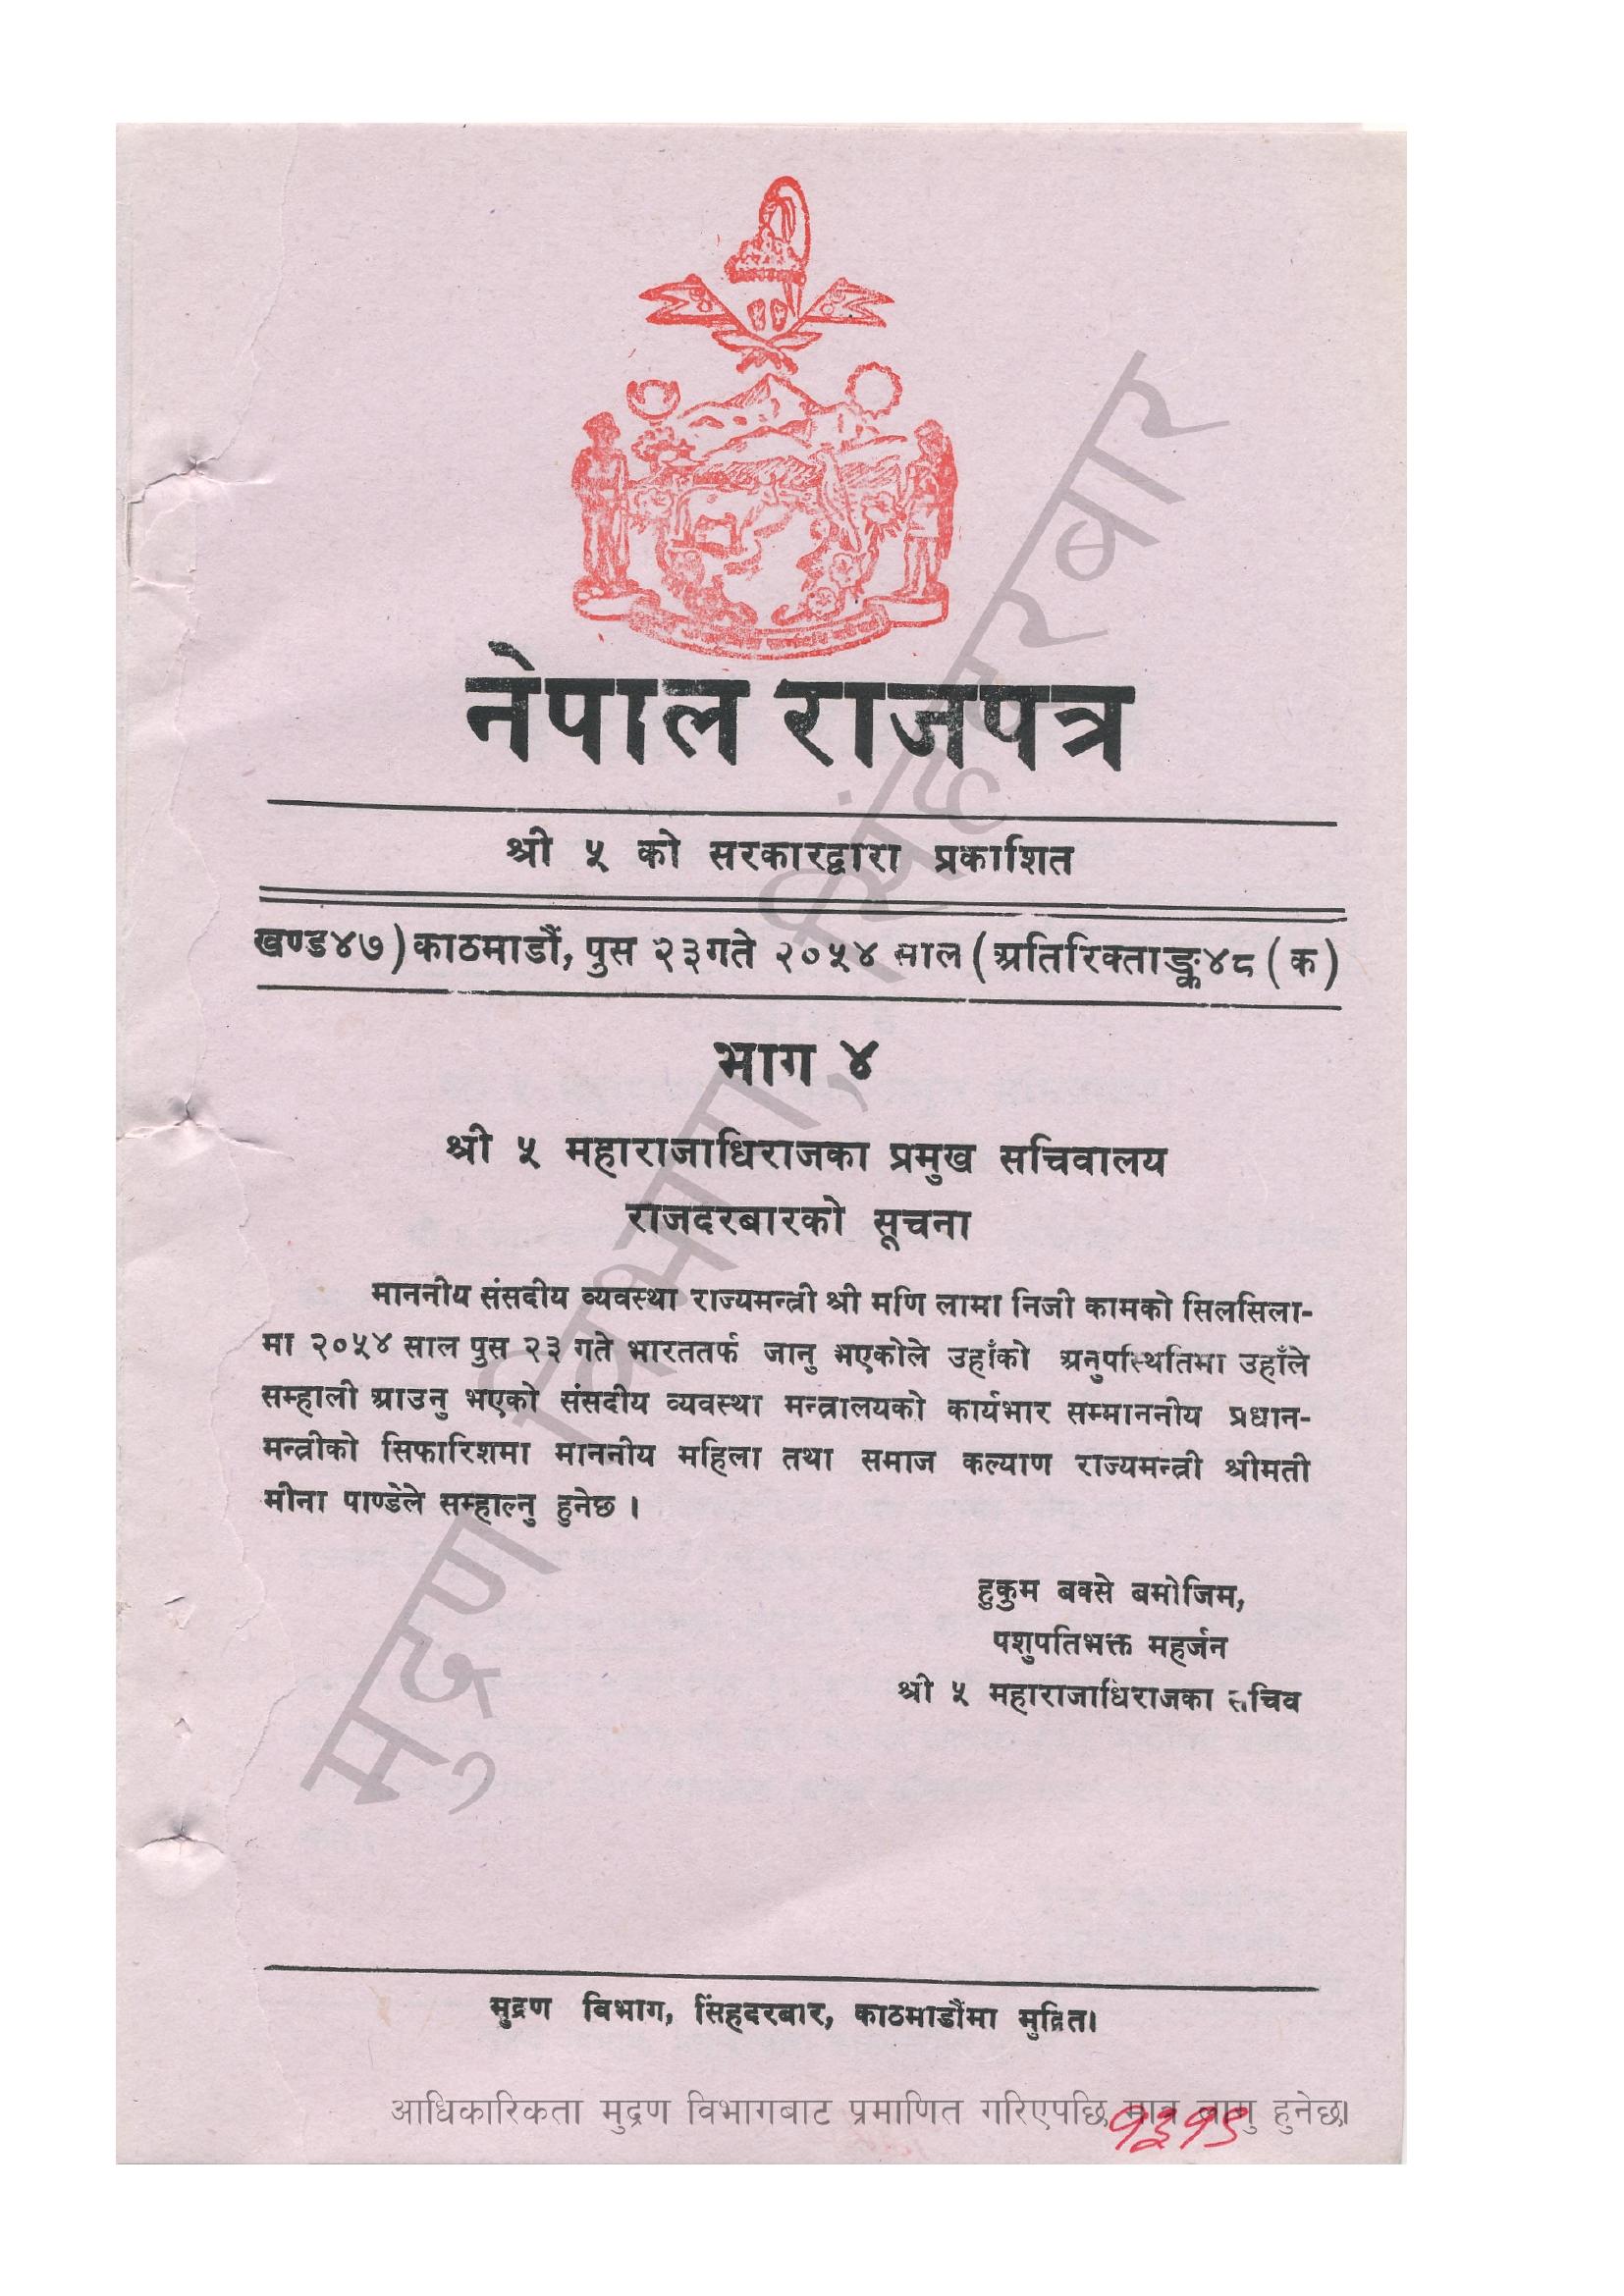 नेपाल राजपत्र
श्री ५ को सरकारद्वारा प्रकाशित
खण्ड४७) काठमाडौं, पुस २३गते २०५४ साल (अतिरिक्ताङ्क४८ (क)
भाग ४
श्री ५ महाराजाधिराजका प्रमुख सचिवालय
राजदरबारको सूचना
माननीय संसदीय व्यवस्था राज्यमन्त्री श्री मणि लामा निजी कामको सिलसिला-
मा २०५४ साल पुस २३ गते भारततर्फ जानु भएकोले उहाँको अनुपस्थितिमा उहाँले
सम्हाली आउनु भएको संसदीय व्यवस्था मन्त्रालयको कार्यभार सम्माननीय प्रधान-
मन्त्रीको सिफारिशमा माननीय महिला तथा समाज कल्याण राज्यमन्त्री श्रीमती
मीना पाण्डेले सम्हाल्नु हुनेछ ।
हुकुम बक्से बमोजिम,
पशुपतिभक्त महर्जन
श्री ५ महाराजाधिराजका सचिव
मुद्रण विभाग, सिंहदरबार, काठमाडौंमा मुद्रित।
आधिकारिकता मुद्रण विभागबाट प्रमाणित गरिएपछि मात्र लागु हुनेछ।
मुद्रण विभाग, सिंहदरबार